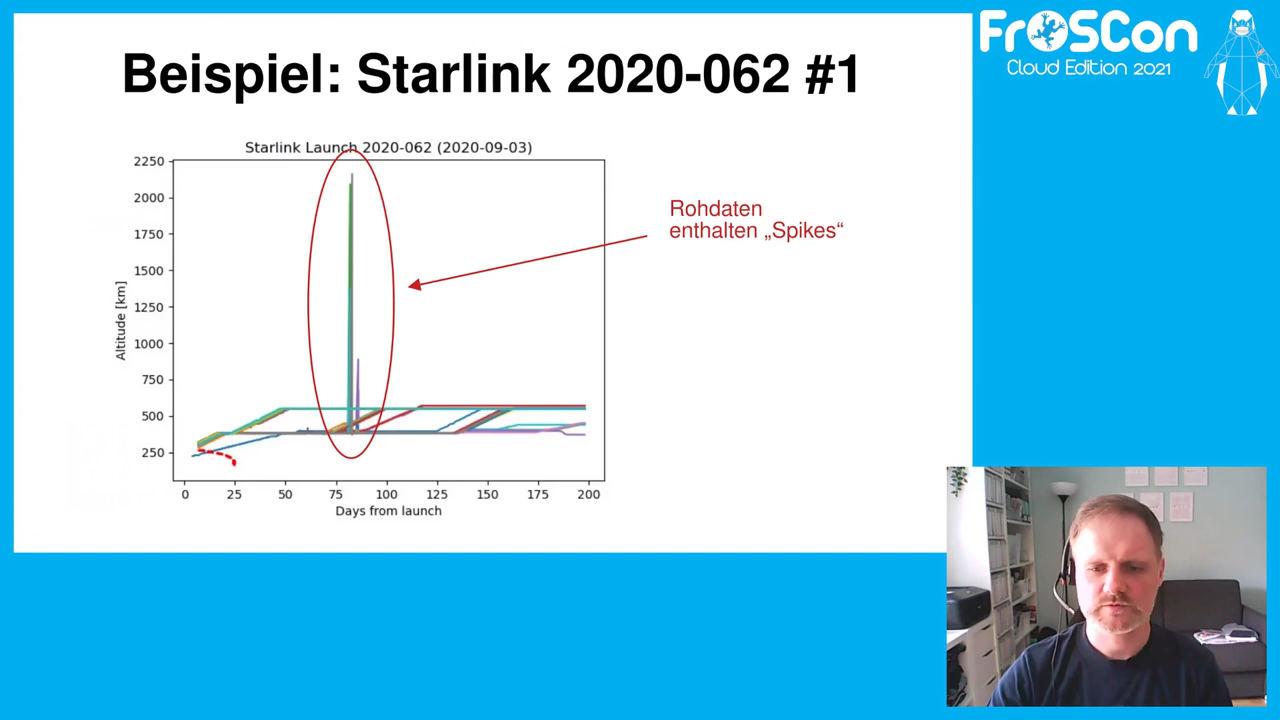 Beispiel: Starlink 2020-062 #1
FrOSCon
Cloud Edition 2021
Starlink Launch 2020-062 (2020-09-03)
Rohdaten
enthalten „Spikes“
Altitude [km]
2250
2000
1750
1500
1250
1000
750
500
250
0 25 50 75 100 125 150 175 200
Days from launch